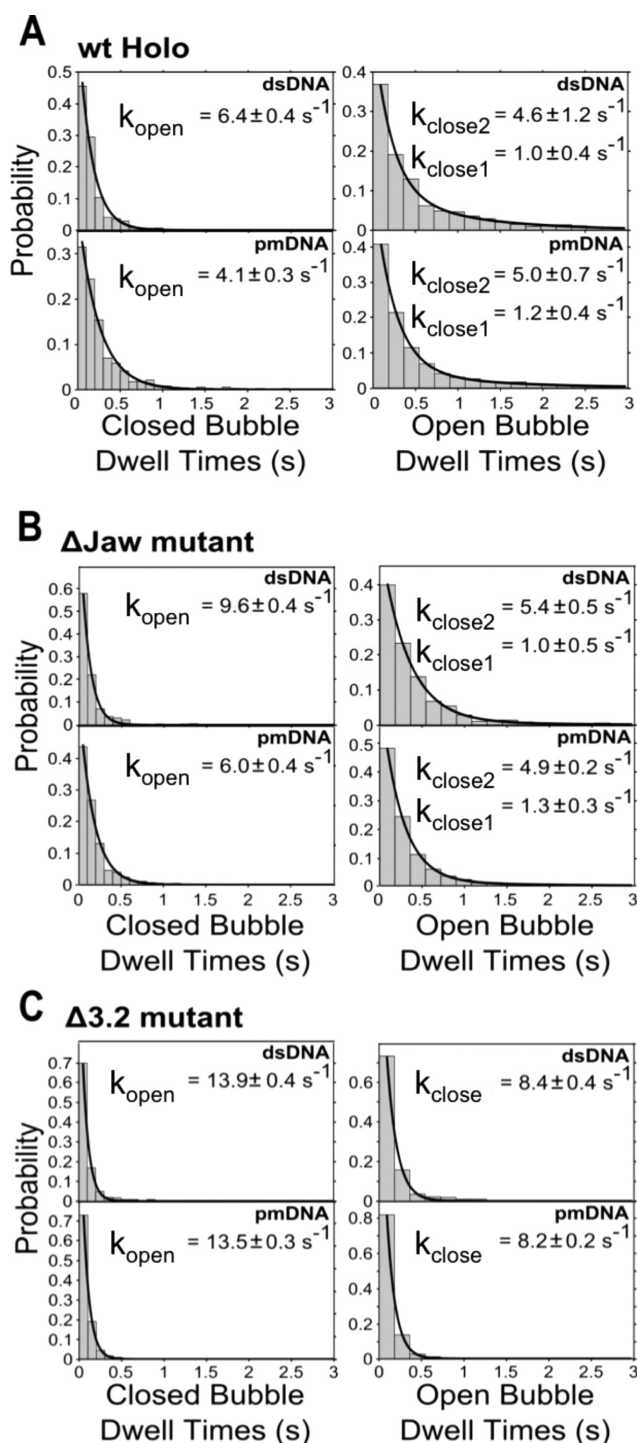 A wt Holo
Probability
dsDNA
k_open = 6.4±0.4 s⁻¹
0.5
0.4
0.3
0.2
0.1
0
dsDNA
k_close2 = 4.6±1.2 s⁻¹
k_close1 = 1.0±0.4 s⁻¹
0.4
0.3
0.2
0.1
0
pmDNA
k_open = 4.1±0.3 s⁻¹
0.3
0.2
0.1
0
0 0.5 1 1.5 2 2.5 3
Closed Bubble
Dwell Times (s)
pmDNA
k_close2 = 5.0±0.7 s⁻¹
k_close1 = 1.2±0.4 s⁻¹
0.4
0.3
0.2
0.1
0
0 0.5 1 1.5 2 2.5 3
Open Bubble
Dwell Times (s)
B ΔJaw mutant
Probability
dsDNA
k_open = 9.6±0.4 s⁻¹
0.6
0.5
0.4
0.3
0.2
0.1
0
dsDNA
k_close2 = 5.4±0.5 s⁻¹
k_close1 = 1.0±0.5 s⁻¹
0.4
0.3
0.2
0.1
0
pmDNA
k_open = 6.0±0.4 s⁻¹
0.4
0.3
0.2
0.1
0
0 0.5 1 1.5 2 2.5 3
Closed Bubble
Dwell Times (s)
pmDNA
k_close2 = 4.9±0.2 s⁻¹
k_close1 = 1.3±0.3 s⁻¹
0.5
0.4
0.3
0.2
0.1
0
0 0.5 1 1.5 2 2.5 3
Open Bubble
Dwell Times (s)
C Δ3.2 mutant
Probability
dsDNA
k_open = 13.9±0.4 s⁻¹
0.7
0.6
0.5
0.4
0.3
0.2
0.1
0
dsDNA
k_close = 8.4±0.4 s⁻¹
0.6
0.4
0.2
0
pmDNA
k_open = 13.5±0.3 s⁻¹
0.7
0.6
0.5
0.4
0.3
0.2
0.1
0
0 0.5 1 1.5 2 2.5 3
Closed Bubble
Dwell Times (s)
pmDNA
k_close = 8.2±0.2 s⁻¹
0.8
0.6
0.4
0.2
0
0 0.5 1 1.5 2 2.5 3
Open Bubble
Dwell Times (s)